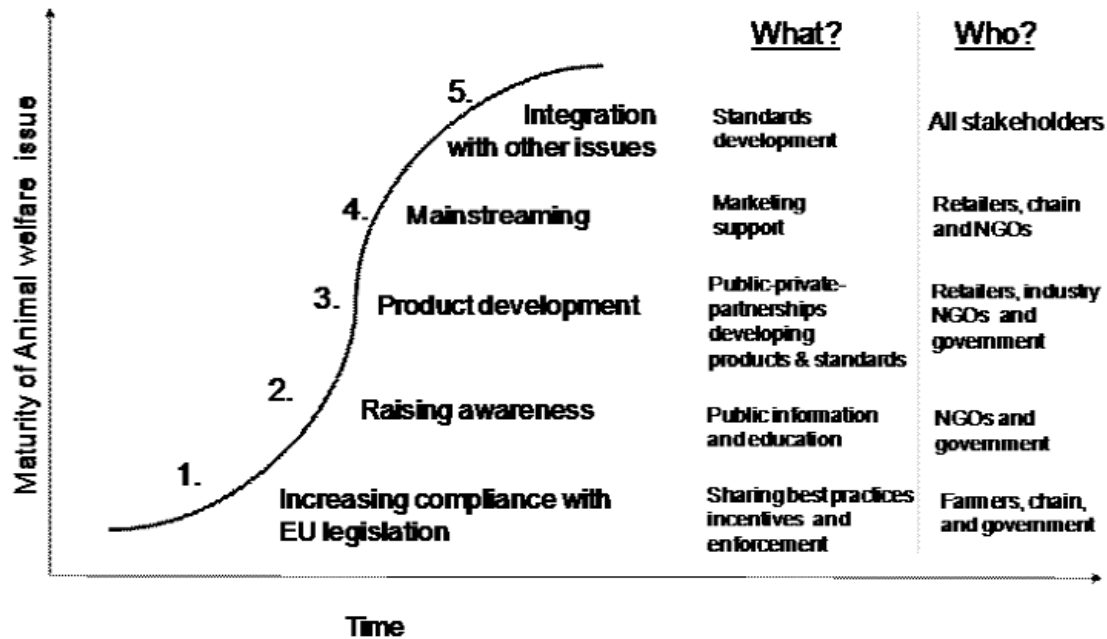 What?
Who?
Maturity of Animal welfare issue
5.
Integration
with other issues
Standards
development
All stakeholders
4.
Mainstreaming
Marketing
support
Retailers, chain
and NGOs
3.
Product development
Public-private-
partnerships
developing
products & standards
Retailers, industry
NGOs and
government
2.
Raising awareness
Public information
and education
NGOs and
government
1.
Increasing compliance with
EU legislation
Sharing best practices
incentives and
enforcement
Farmers, chain,
and government
Time